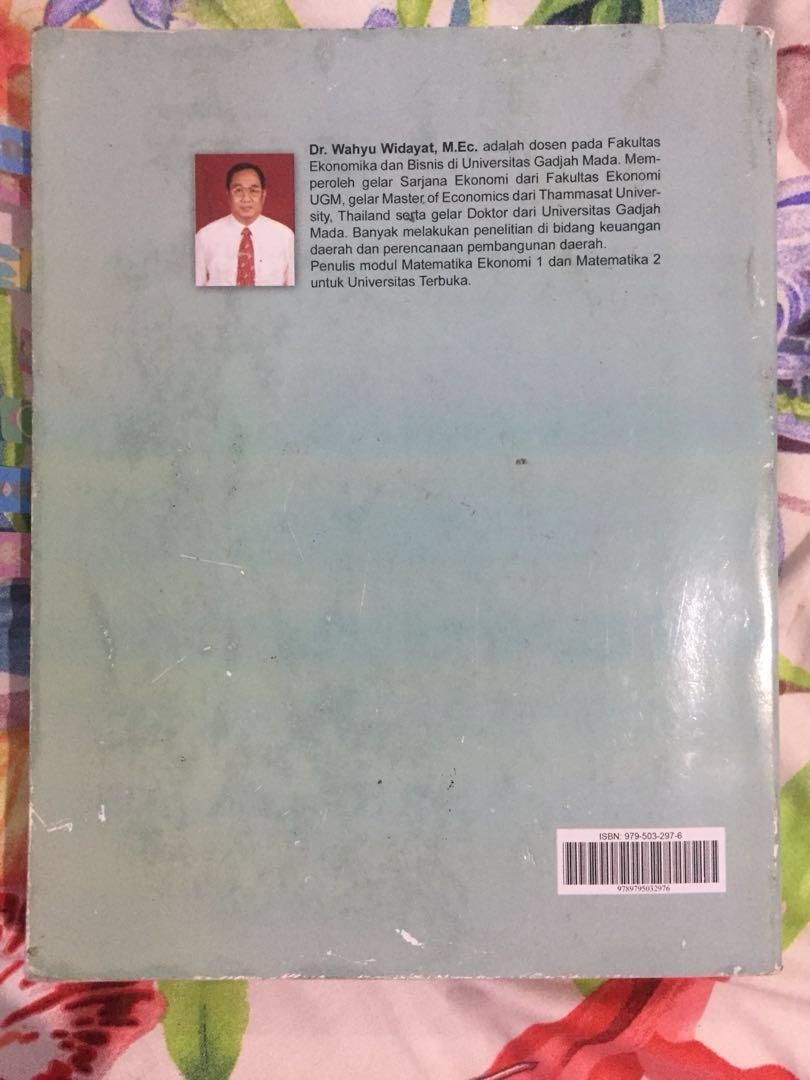 Dr. Wahyu Widayat, M.Ec. adalah dosen pada Fakultas
Ekonomika dan Bisnis di Universitas Gadjah Mada. Mem-
peroleh gelar Sarjana Ekonomi dari Fakultas Ekonomi
UGM, gelar Master of Economics dari Thammasat Univer-
sity, Thailand serta gelar Doktor dari Universitas Gadjah
Mada. Banyak melakukan penelitian di bidang keuangan
daerah dan perencanaan pembangunan daerah.
Penulis modul Matematika Ekonomi 1 dan Matematika 2
untuk Universitas Terbuka.
ISBN: 979-503-297-6
9789795032976